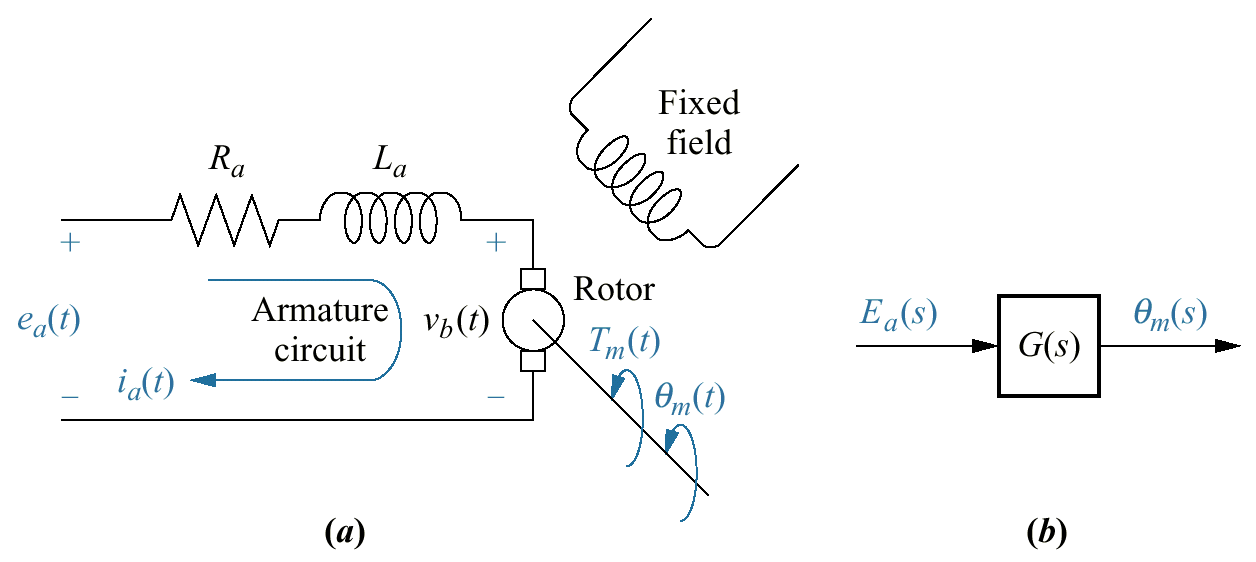 Fixed
field
R_a
L_a
+
+
Rotor
Armature
circuit
e_a(t)
v_b(t)
T_m(t)
i_a(t)
θ_m(t)
−
−
(a)
E_a(s)
G(s)
θ_m(s)
(b)